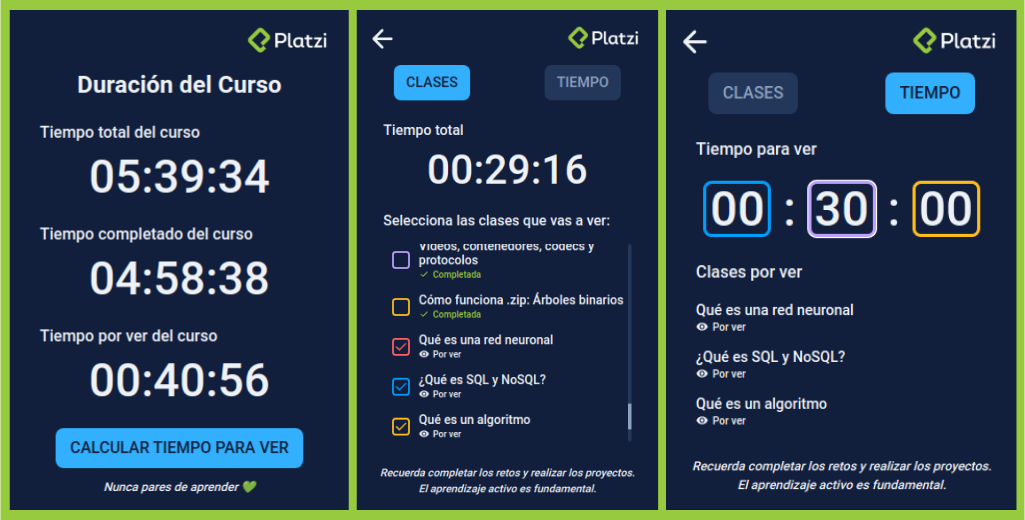 Platzi
Duración del Curso
Tiempo total del curso
05:39:34
Tiempo completado del curso
04:58:38
Tiempo por ver del curso
00:40:56
CALCULAR TIEMPO PARA VER
Nunca pares de aprender 💚
Platzi
CLASES TIEMPO
Tiempo total
00:29:16
Selecciona las clases que vas a ver:
Videos, contenedores, codecs y
protocolos
Completada
Cómo funciona .zip: Árboles binarios
Completada
Qué es una red neuronal
Por ver
¿Qué es SQL y NoSQL?
Por ver
Qué es un algoritmo
Por ver
Recuerda completar los retos y realizar los proyectos.
El aprendizaje activo es fundamental.
Platzi
CLASES TIEMPO
Tiempo para ver
00 : 30 : 00
Clases por ver
Qué es una red neuronal
Por ver
¿Qué es SQL y NoSQL?
Por ver
Qué es un algoritmo
Por ver
Recuerda completar los retos y realizar los proyectos.
El aprendizaje activo es fundamental.